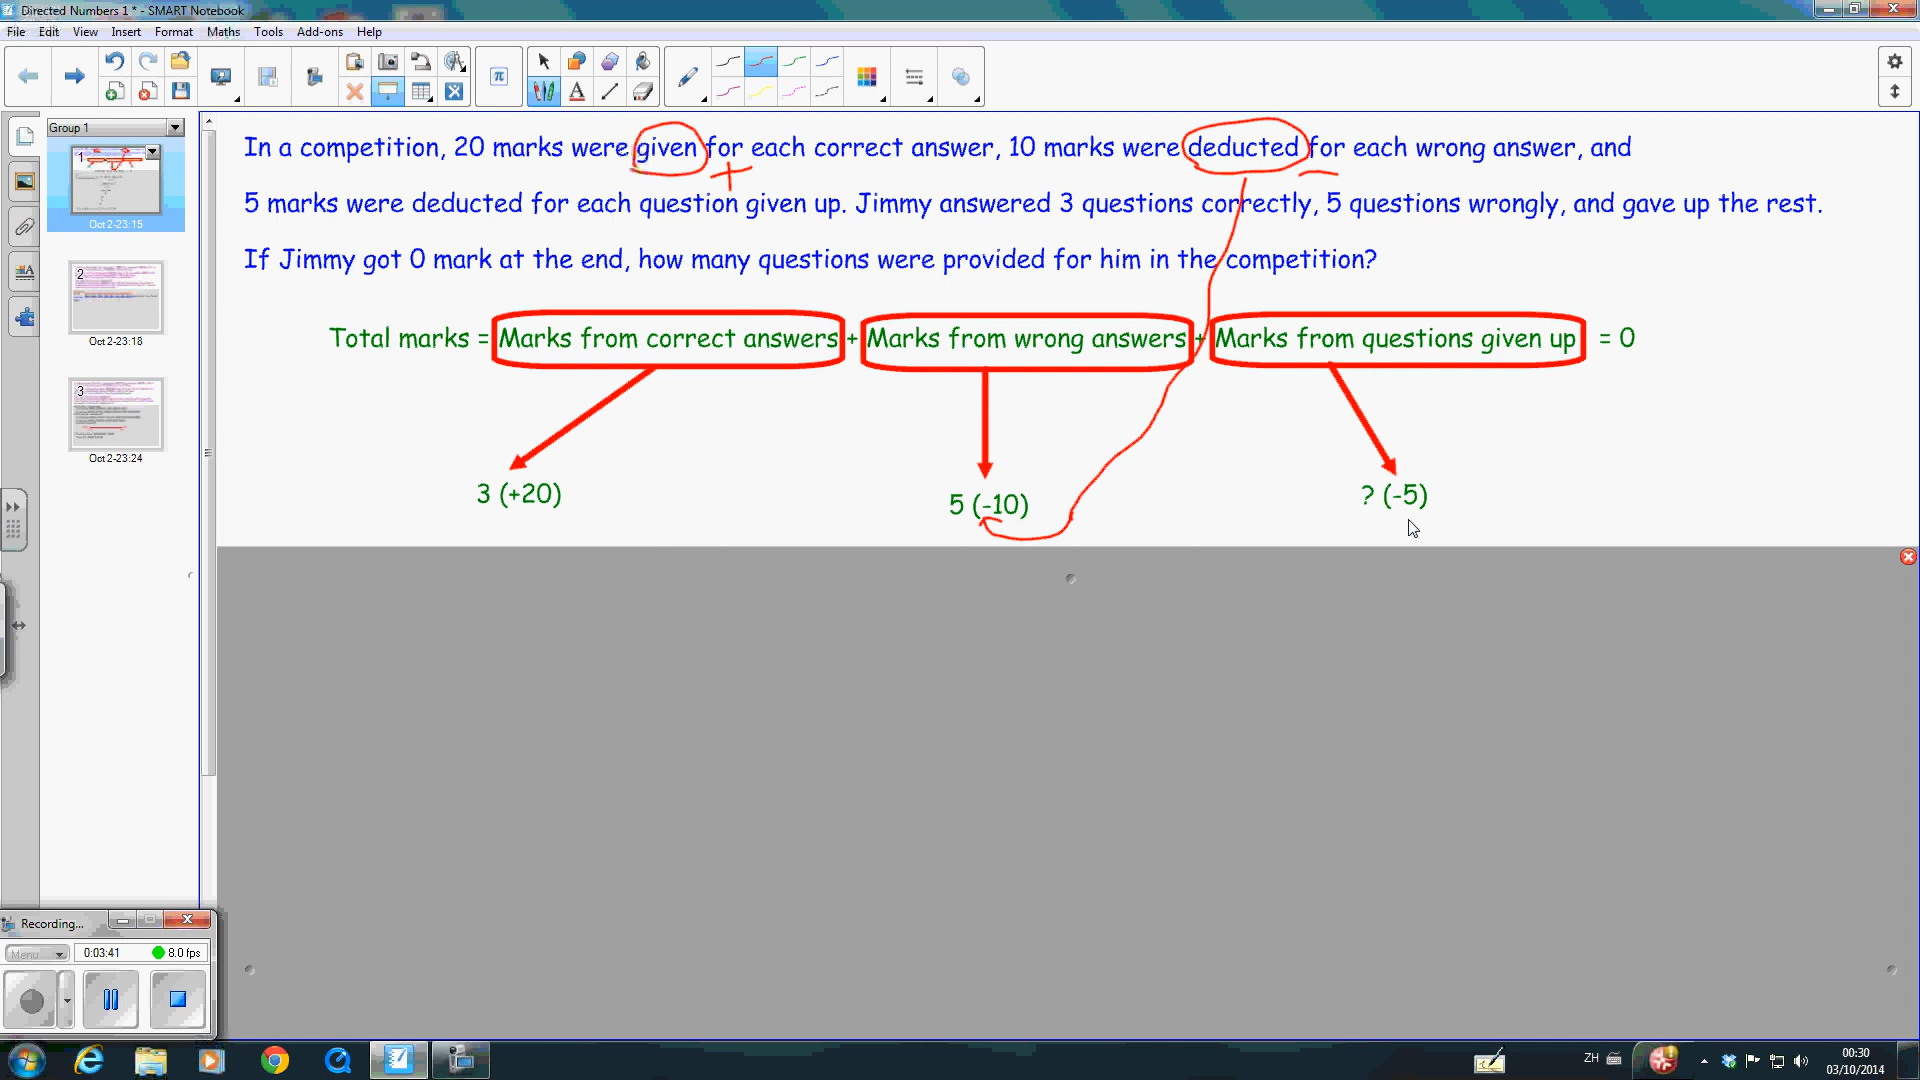 Directed Numbers 1 * - SMART Notebook
File Edit View Insert Format Maths Tools Add-ons Help
π
A
Group 1
1
Oct 2-23:15
2
Oct 2-23:18
3
Oct 2-23:24
In a competition, 20 marks were given for each correct answer, 10 marks were deducted for each wrong answer, and
5 marks were deducted for each question given up. Jimmy answered 3 questions correctly, 5 questions wrongly, and gave up the rest.
If Jimmy got 0 mark at the end, how many questions were provided for him in the competition?
Total marks = Marks from correct answers + Marks from wrong answers + Marks from questions given up = 0
3 (+20)
5 (-10)
? (-5)
Recording...
Menu 0:03:41 8.0 fps
ZH
00:30
03/10/2014